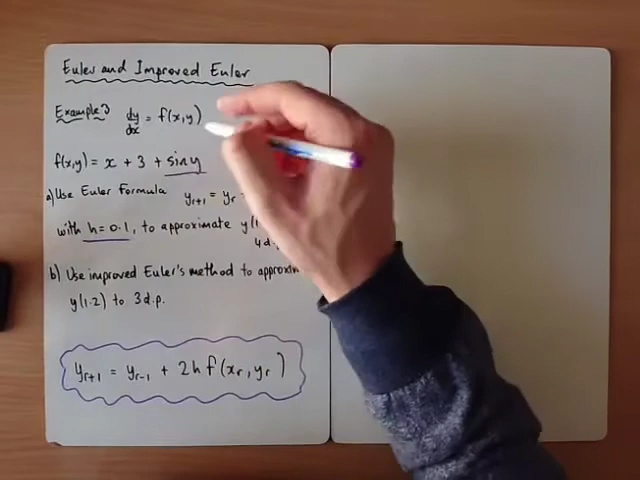 Euler and Improved Euler
Example 3 dy/dx = f(x,y)
f(x,y) = x + 3 + sin y
a) Use Euler Formula y_{r+1} = y_r
with h = 0.1, to approximate y(1
4 d.
b) Use improved Euler's method to approxim
y(1.2) to 3 d.p.
y_{r+1} = y_{r-1} + 2h f(x_r, y_r)